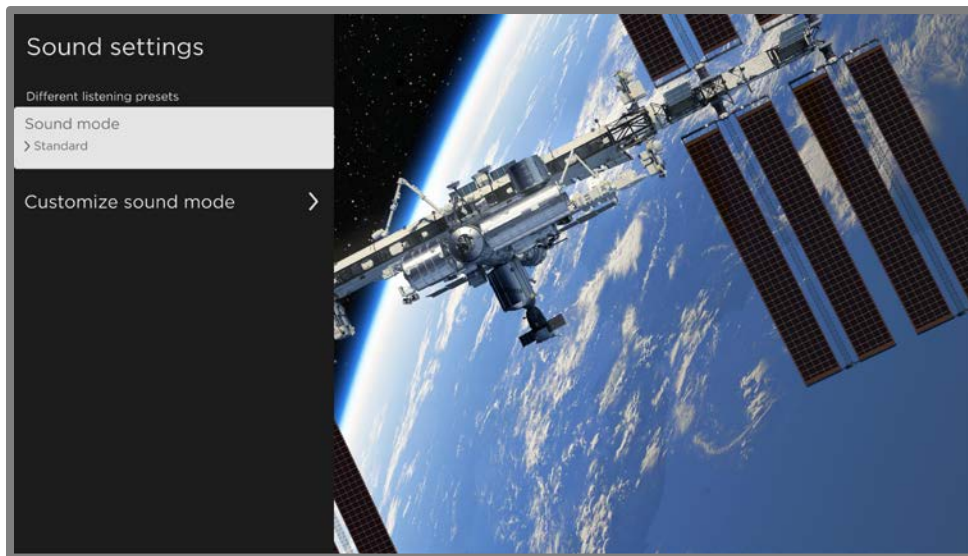 Sound settings
Different listening presets
Sound mode
> Standard
Customize sound mode >